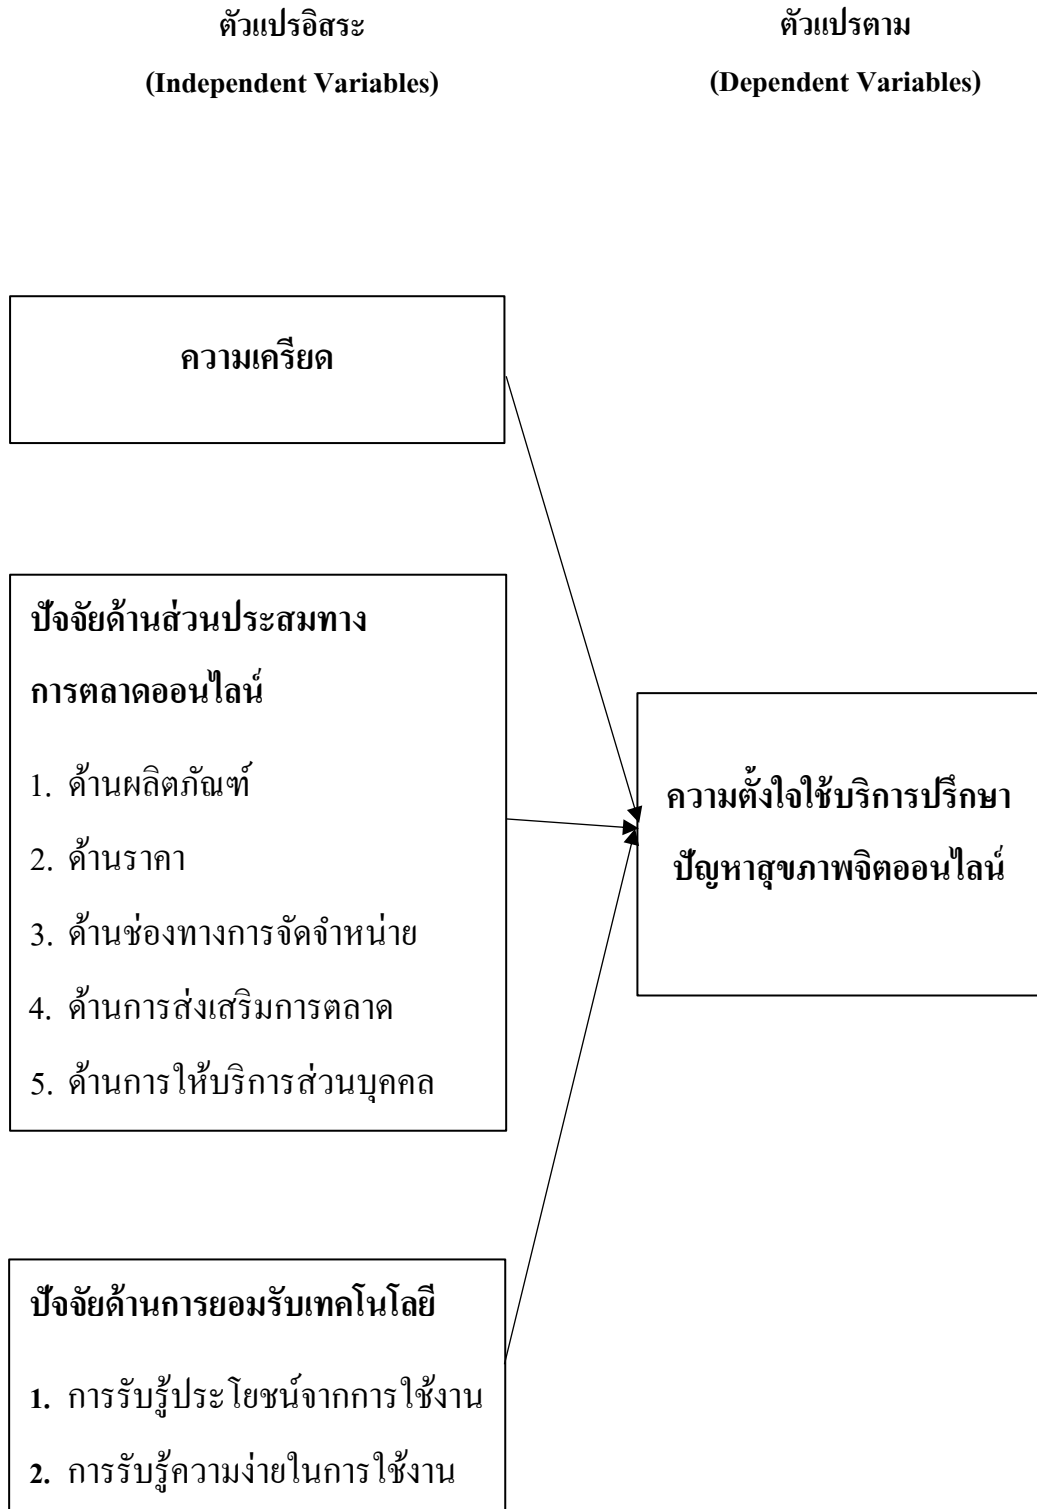 ตัวแปรอิสระ
(Independent Variables)
ตัวแปรตาม
(Dependent Variables)
ความเครียด
ปัจจัยด้านส่วนประสมทาง
การตลาดออนไลน์
1. ด้านผลิตภัณฑ์
2. ด้านราคา
3. ด้านช่องทางการจัดจำหน่าย
4. ด้านการส่งเสริมการตลาด
5. ด้านการให้บริการส่วนบุคคล
ความตั้งใจใช้บริการปรึกษา
ปัญหาสุขภาพจิตออนไลน์
ปัจจัยด้านการยอมรับเทคโนโลยี
1. การรับรู้ประโยชน์จากการใช้งาน
2. การรับรู้ความง่ายในการใช้งาน